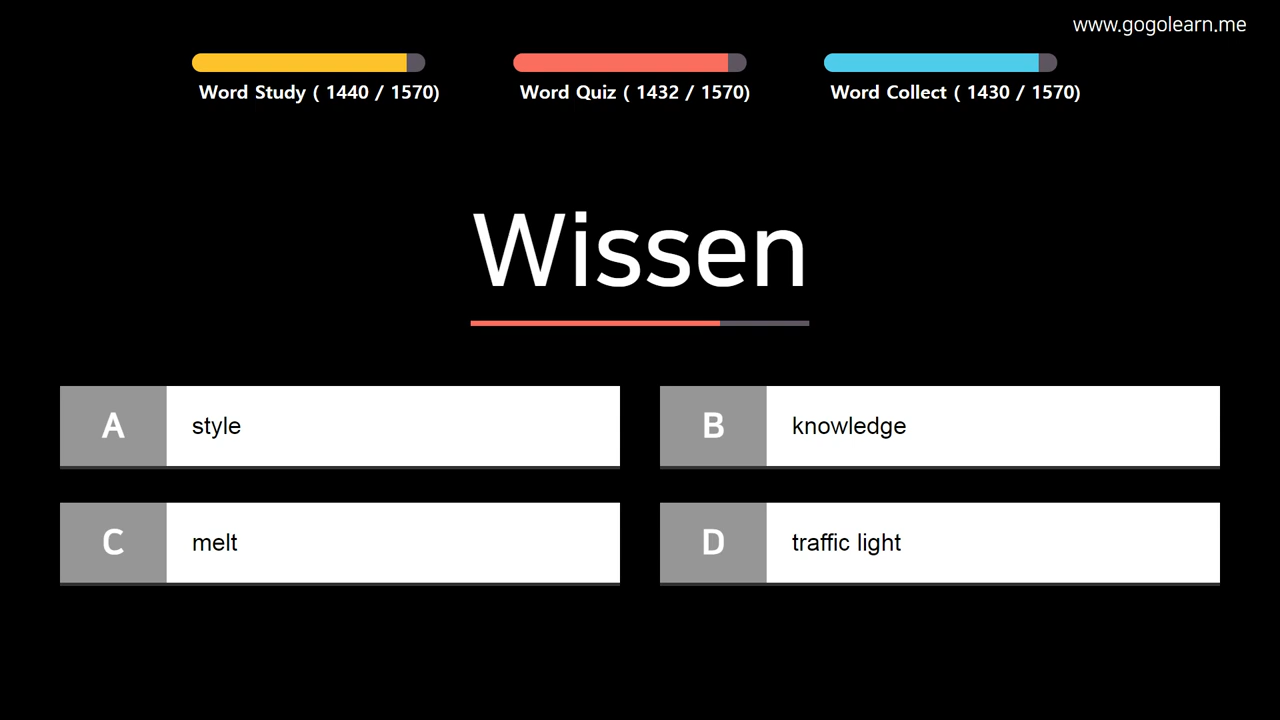 www.gogolearn.me
Word Study ( 1440 / 1570)
Word Quiz ( 1432 / 1570)
Word Collect ( 1430 / 1570)
Wissen
A style
B knowledge
C melt
D traffic light